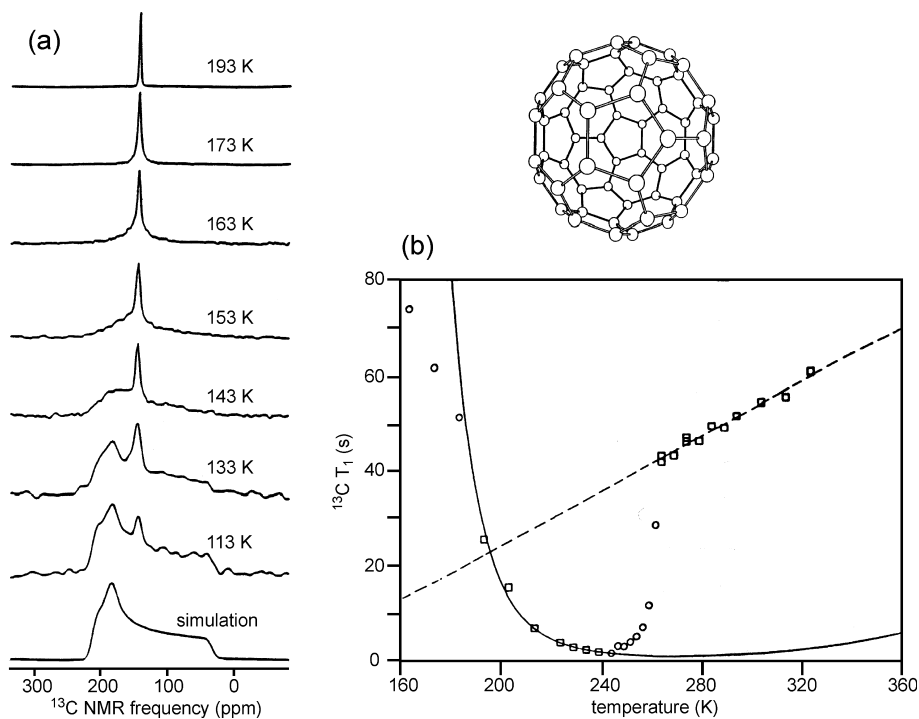 (a)
193 K
173 K
163 K
153 K
143 K
133 K
113 K
simulation
300 200 100 0
¹³C NMR frequency (ppm)
(b)
80
60
40
20
0
¹³C T₁ (s)
160 200 240 280 320 360
temperature (K)